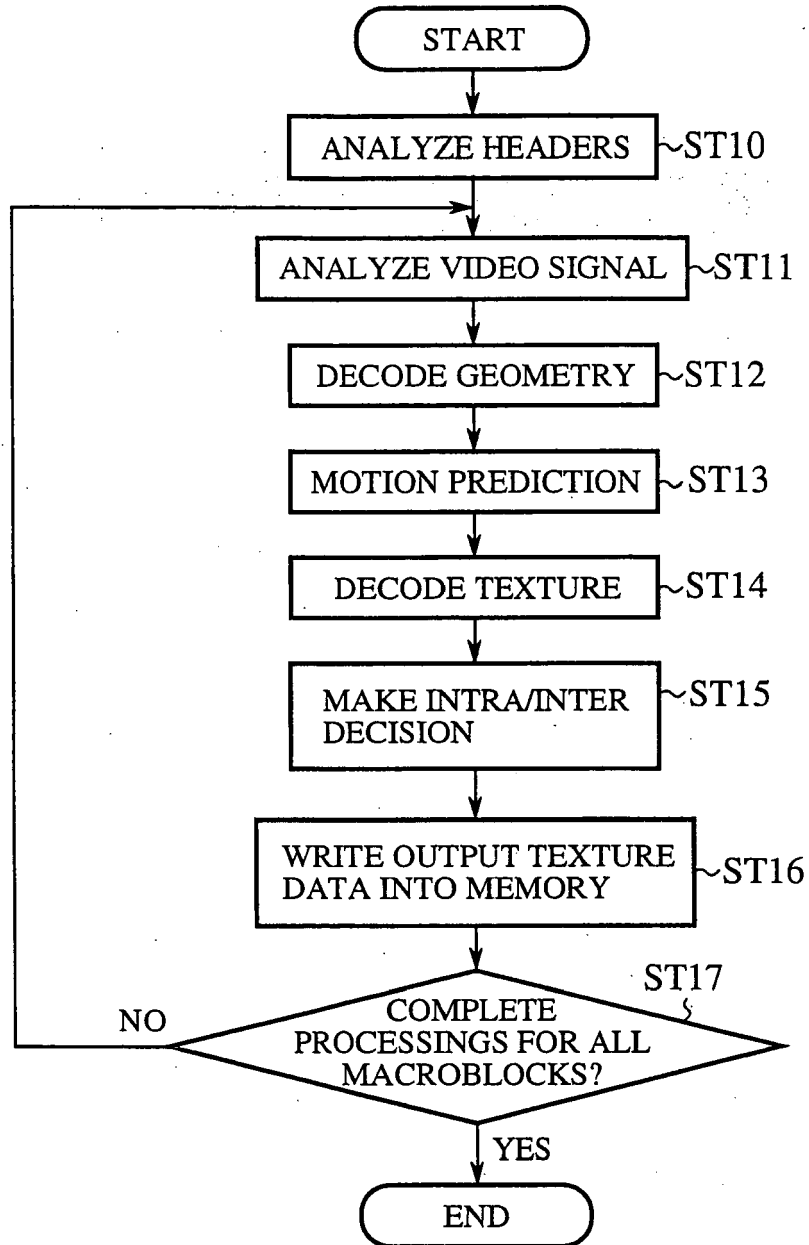 START
ANALYZE HEADERS
ST10
ANALYZE VIDEO SIGNAL
ST11
DECODE GEOMETRY
ST12
MOTION PREDICTION
ST13
DECODE TEXTURE
ST14
MAKE INTRA/INTER
DECISION
ST15
WRITE OUTPUT TEXTURE
DATA INTO MEMORY
ST16
ST17
NO
COMPLETE
PROCESSINGS FOR ALL
MACROBLOCKS?
YES
END